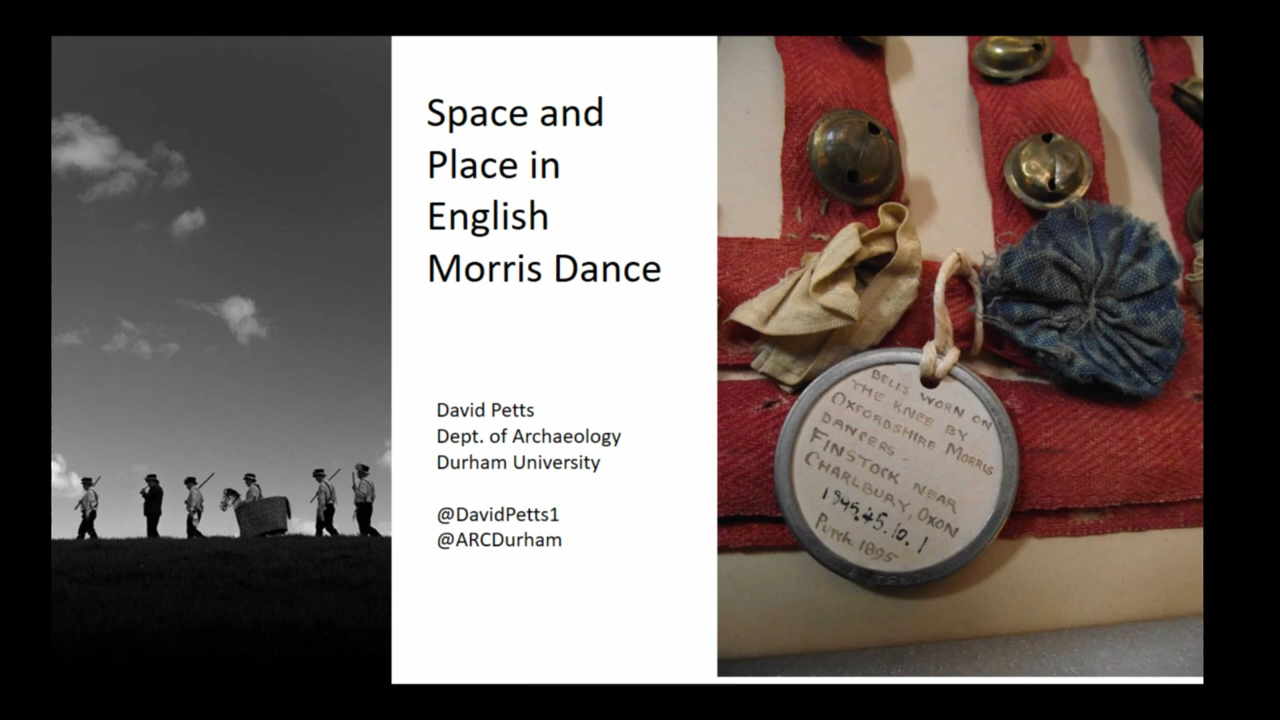 Space and
Place in
English
Morris Dance
David Petts
Dept. of Archaeology
Durham University
@DavidPetts1
@ARCDurham
BELLS WORN ON
THE KNEE BY
OXFORDSHIRE MORRIS
DANCERS -
FINSTOCK NEAR
CHARLBURY, OXON
1945.45.10.1
Purch. 1895